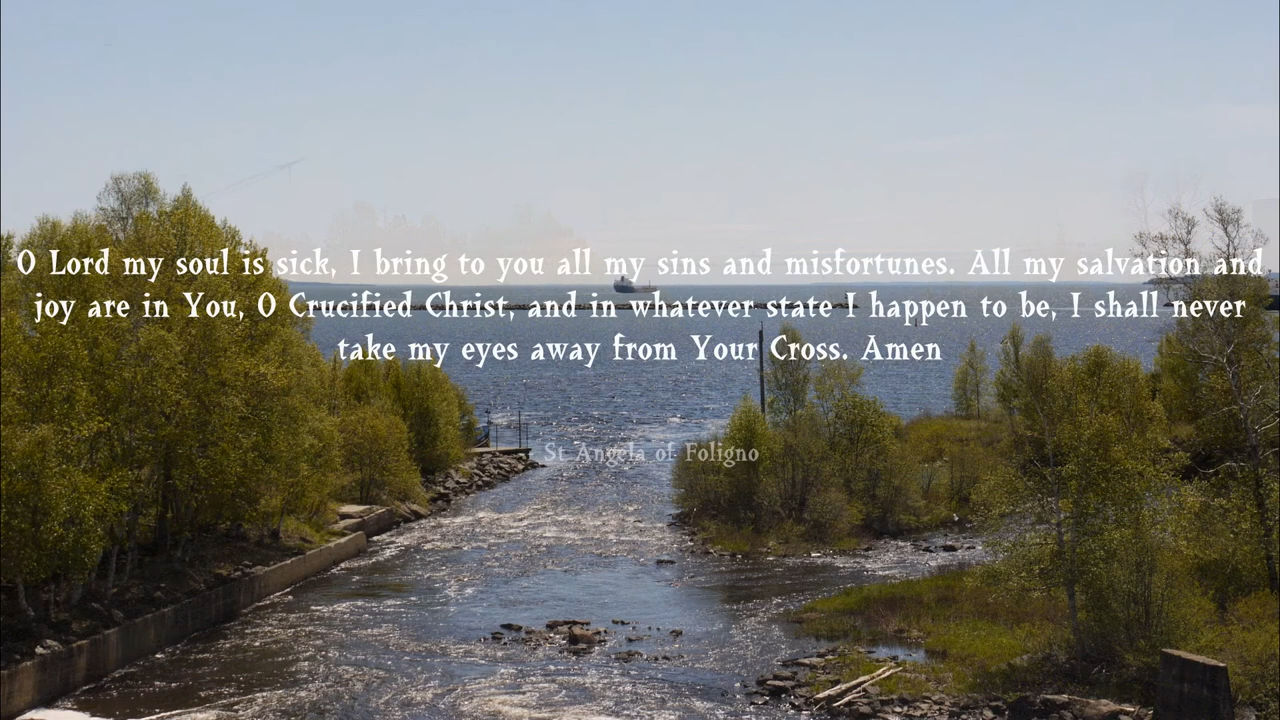 O Lord my soul is sick, I bring to you all my sins and misfortunes. All my salvation and
joy are in You, O Crucified Christ, and in whatever state I happen to be, I shall never
take my eyes away from Your Cross. Amen
St Angela of Foligno